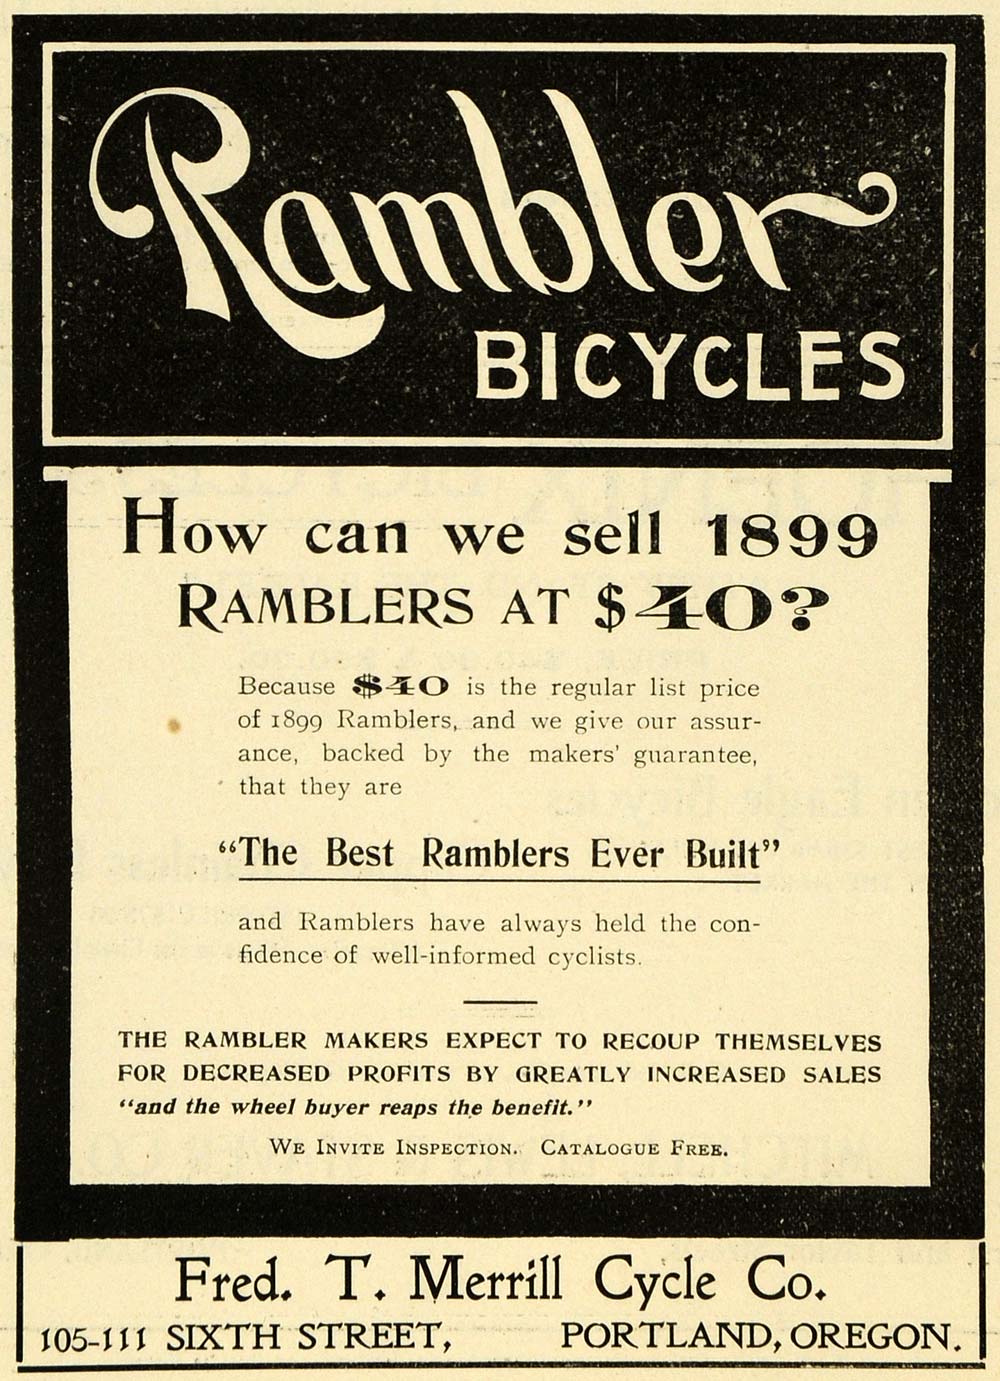 Rambler
BICYCLES
How can we sell 1899
RAMBLERS AT $40?
Because $40 is the regular list price
of 1899 Ramblers, and we give our assur-
ance, backed by the makers' guarantee,
that they are
"The Best Ramblers Ever Built"
and Ramblers have always held the con-
fidence of well-informed cyclists.
THE RAMBLER MAKERS EXPECT TO RECOUP THEMSELVES
FOR DECREASED PROFITS BY GREATLY INCREASED SALES
"and the wheel buyer reaps the benefit."
WE INVITE INSPECTION. CATALOGUE FREE.
Fred. T. Merrill Cycle Co.
105-111 SIXTH STREET, PORTLAND, OREGON.